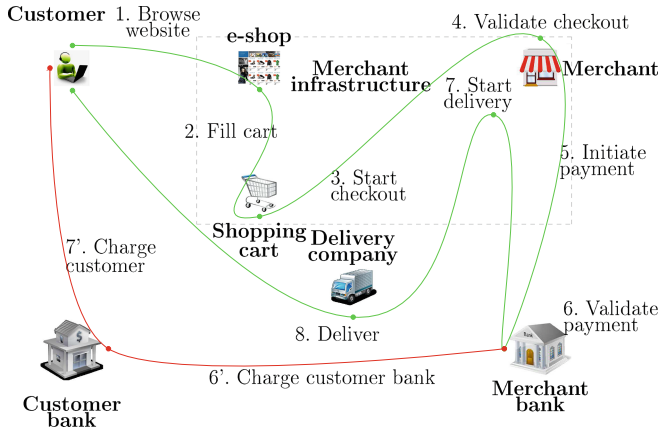 Customer
1. Browse
website
e-shop
4. Validate checkout
Merchant
infrastructure
7. Start
delivery
Merchant
2. Fill cart
3. Start
checkout
5. Initiate
payment
Shopping
cart
Delivery
company
7'. Charge
customer
8. Deliver
6. Validate
payment
6'. Charge customer bank
Customer
bank
Merchant
bank